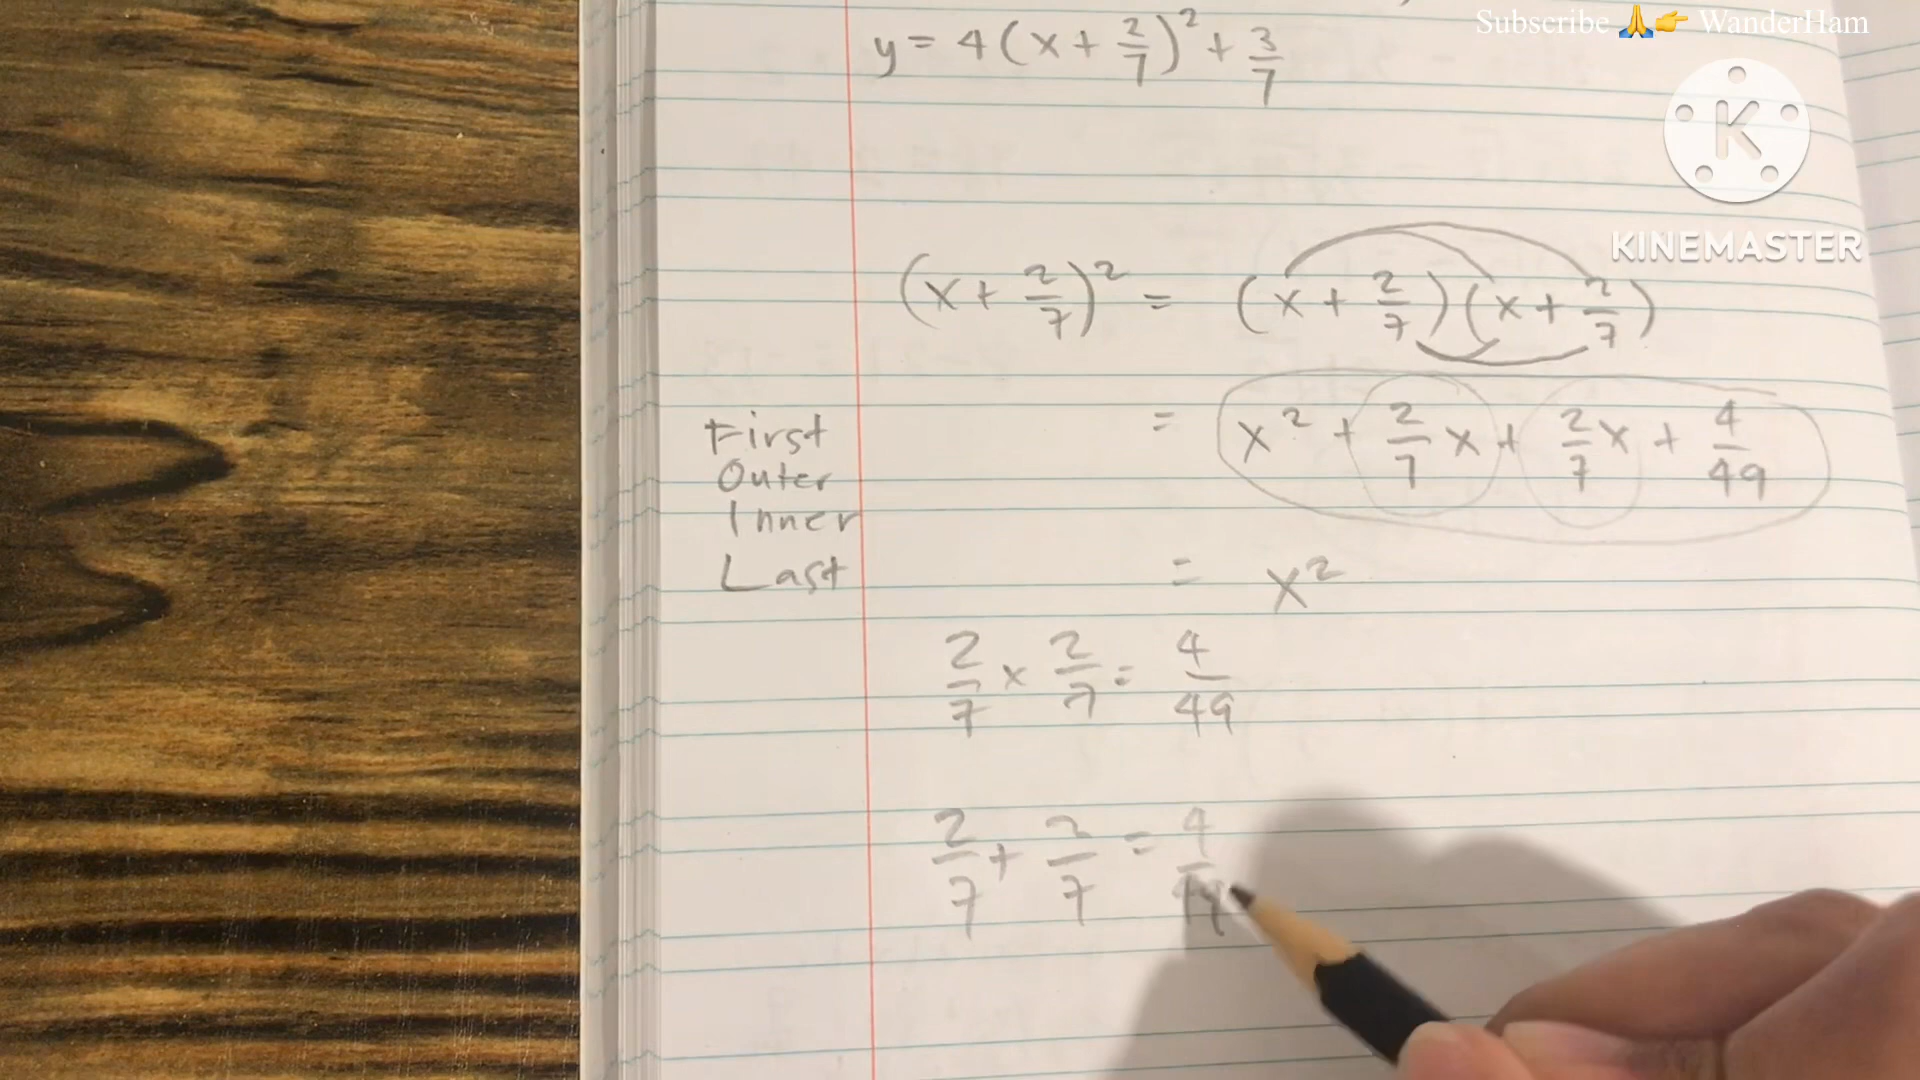 Subscribe 🙏👉 WanderHam
y = 4(x + 2/7)² + 3/7
KINEMASTER
(x + 2/7)² = (x + 2/7)(x + 2/7)
= x² + 2/7 x + 2/7 x + 4/49
First
Outer
Inner
Last
= x²
2/7 × 2/7 = 4/49
2/7 + 2/7 = 4/49